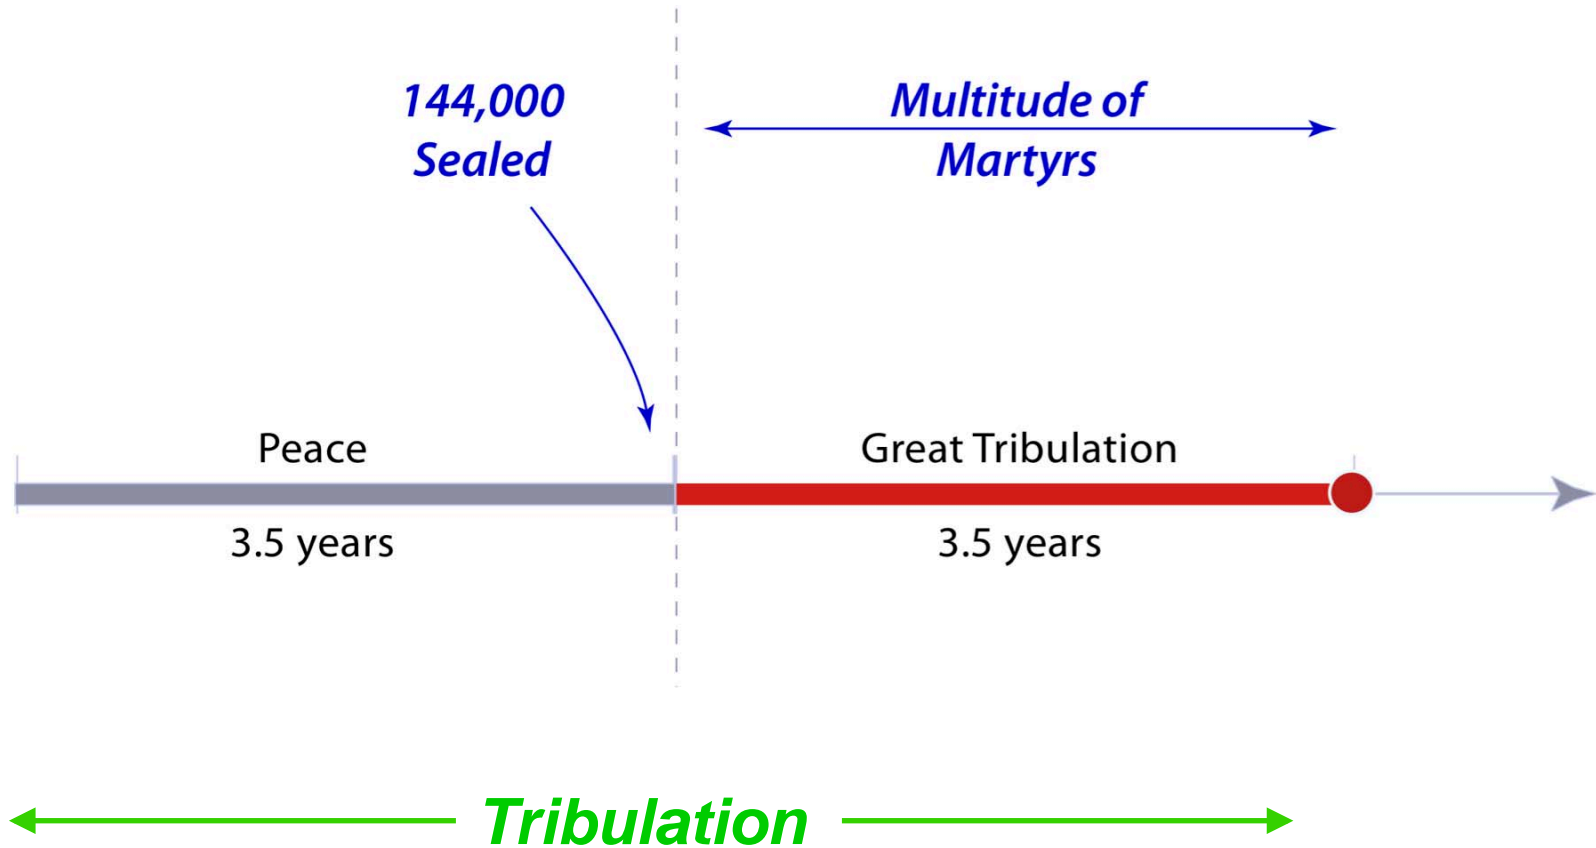 144,000
Sealed
Multitude of
Martyrs
Peace
Great Tribulation
3.5 years
3.5 years
Tribulation